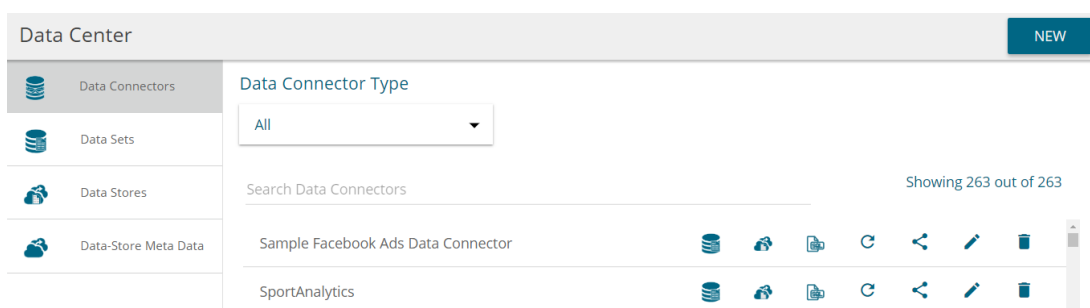 Data Center
NEW
Data Connectors
Data Sets
Data Stores
Data-Store Meta Data
Data Connector Type
All
Search Data Connectors
Showing 263 out of 263
Sample Facebook Ads Data Connector
SportAnalytics